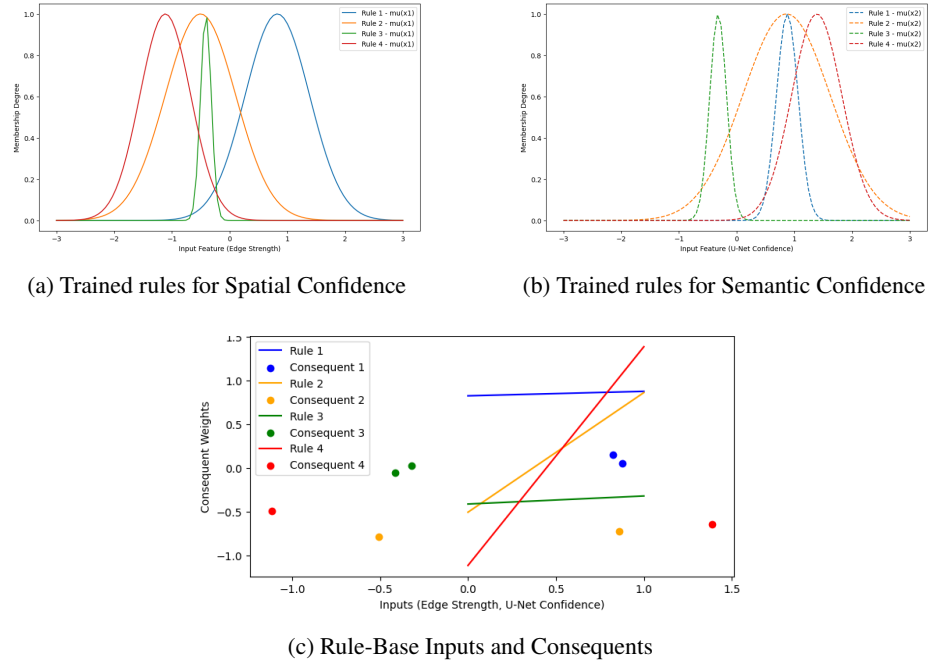 Rule 1 - mu(x1)
Rule 2 - mu(x1)
Rule 3 - mu(x1)
Rule 4 - mu(x1)
1.0
0.8
0.6
0.4
0.2
0.0
Membership Degree
-3
-2
-1
0
1
2
3
Input Feature (Edge Strength)
(a) Trained rules for Spatial Confidence
Rule 1 - mu(x2)
Rule 2 - mu(x2)
Rule 3 - mu(x2)
Rule 4 - mu(x2)
1.0
0.8
0.6
0.4
0.2
0.0
Membership Degree
-3
-2
-1
0
1
2
3
Input Feature (U-Net Confidence)
(b) Trained rules for Semantic Confidence
1.5
1.0
0.5
0.0
-0.5
-1.0
Consequent Weights
Rule 1
Consequent 1
Rule 2
Consequent 2
Rule 3
Consequent 3
Rule 4
Consequent 4
-1.0
-0.5
0.0
0.5
1.0
1.5
Inputs (Edge Strength, U-Net Confidence)
(c) Rule-Base Inputs and Consequents